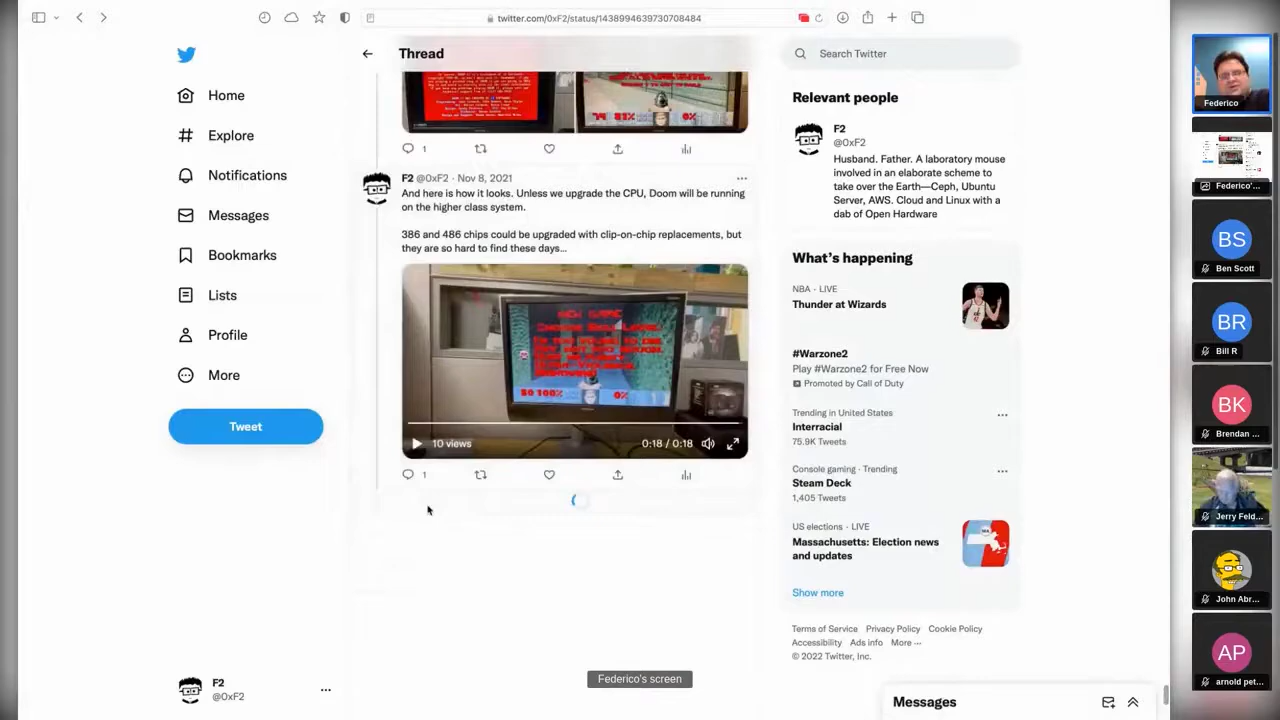 twitter.com/0xF2/status/1438994639730708484
Home
Explore
Notifications
Messages
Bookmarks
Lists
Profile
More
Tweet
F2
@0xF2
Thread
1
F2 @0xF2 · Nov 8, 2021
And here is how it looks. Unless we upgrade the CPU, Doom will be running
on the higher class system.
386 and 486 chips could be upgraded with clip-on-chip replacements, but
they are so hard to find these days...
10 views
0:18 / 0:18
1
Search Twitter
Relevant people
F2
@0xF2
Husband. Father. A laboratory mouse
involved in an elaborate scheme to
take over the Earth—Ceph, Ubuntu
Server, AWS. Cloud and Linux with a
dab of Open Hardware
What's happening
NBA · LIVE
Thunder at Wizards
#Warzone2
Play #Warzone2 for Free Now
Promoted by Call of Duty
Trending in United States
Interracial
75.9K Tweets
Console gaming · Trending
Steam Deck
1,405 Tweets
US elections · LIVE
Massachusetts: Election news
and updates
Show more
Terms of Service Privacy Policy Cookie Policy
Accessibility Ads info More ···
© 2022 Twitter, Inc.
Messages
Federico's screen
Federico
Federico'...
BS
Ben Scott
BR
Bill R
BK
Brendan ...
Jerry Feld...
John Abr...
AP
arnold pet...